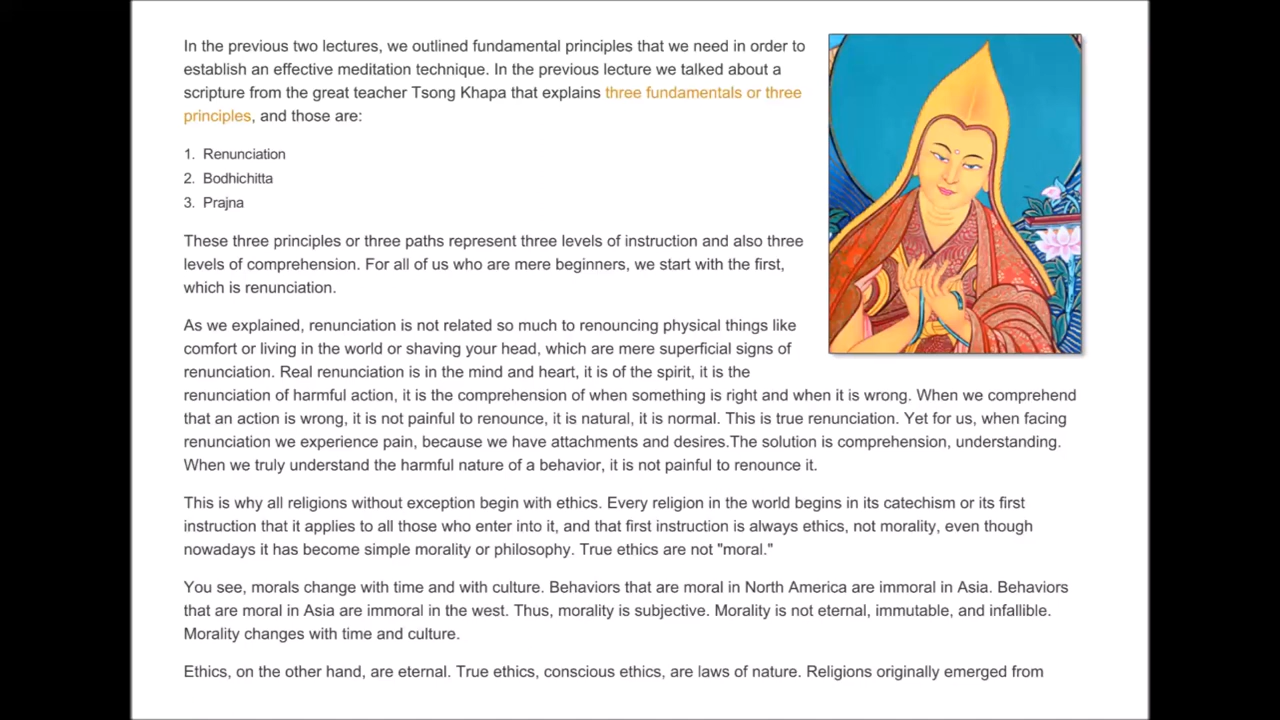 In the previous two lectures, we outlined fundamental principles that we need in order to
establish an effective meditation technique. In the previous lecture we talked about a
scripture from the great teacher Tsong Khapa that explains three fundamentals or three
principles, and those are:
1. Renunciation
2. Bodhichitta
3. Prajna
These three principles or three paths represent three levels of instruction and also three
levels of comprehension. For all of us who are mere beginners, we start with the first,
which is renunciation.
As we explained, renunciation is not related so much to renouncing physical things like
comfort or living in the world or shaving your head, which are mere superficial signs of
renunciation. Real renunciation is in the mind and heart, it is of the spirit, it is the
renunciation of harmful action, it is the comprehension of when something is right and when it is wrong. When we comprehend
that an action is wrong, it is not painful to renounce, it is natural, it is normal. This is true renunciation. Yet for us, when facing
renunciation we experience pain, because we have attachments and desires.The solution is comprehension, understanding.
When we truly understand the harmful nature of a behavior, it is not painful to renounce it.
This is why all religions without exception begin with ethics. Every religion in the world begins in its catechism or its first
instruction that it applies to all those who enter into it, and that first instruction is always ethics, not morality, even though
nowadays it has become simple morality or philosophy. True ethics are not "moral."
You see, morals change with time and with culture. Behaviors that are moral in North America are immoral in Asia. Behaviors
that are moral in Asia are immoral in the west. Thus, morality is subjective. Morality is not eternal, immutable, and infallible.
Morality changes with time and culture.
Ethics, on the other hand, are eternal. True ethics, conscious ethics, are laws of nature. Religions originally emerged from